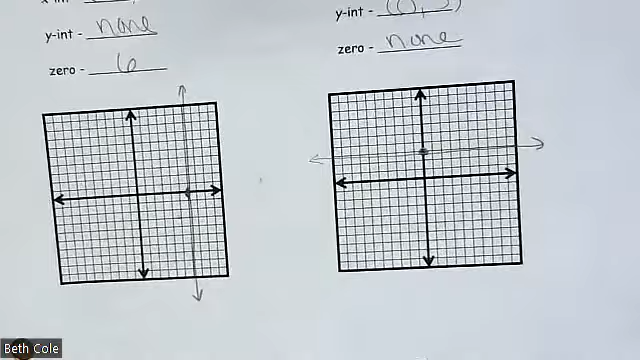 y-int - none
zero - 6
y-int -
zero - none
Beth Cole